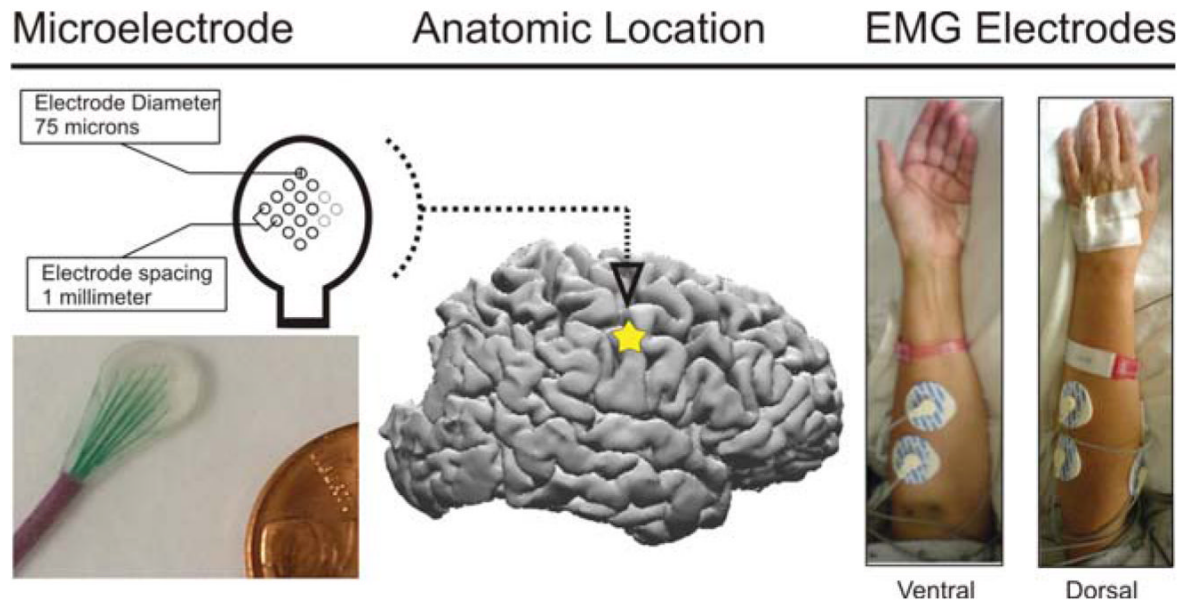 Microelectrode
Anatomic Location
EMG Electrodes
Electrode Diameter
75 microns
Electrode spacing
1 millimeter
Ventral
Dorsal